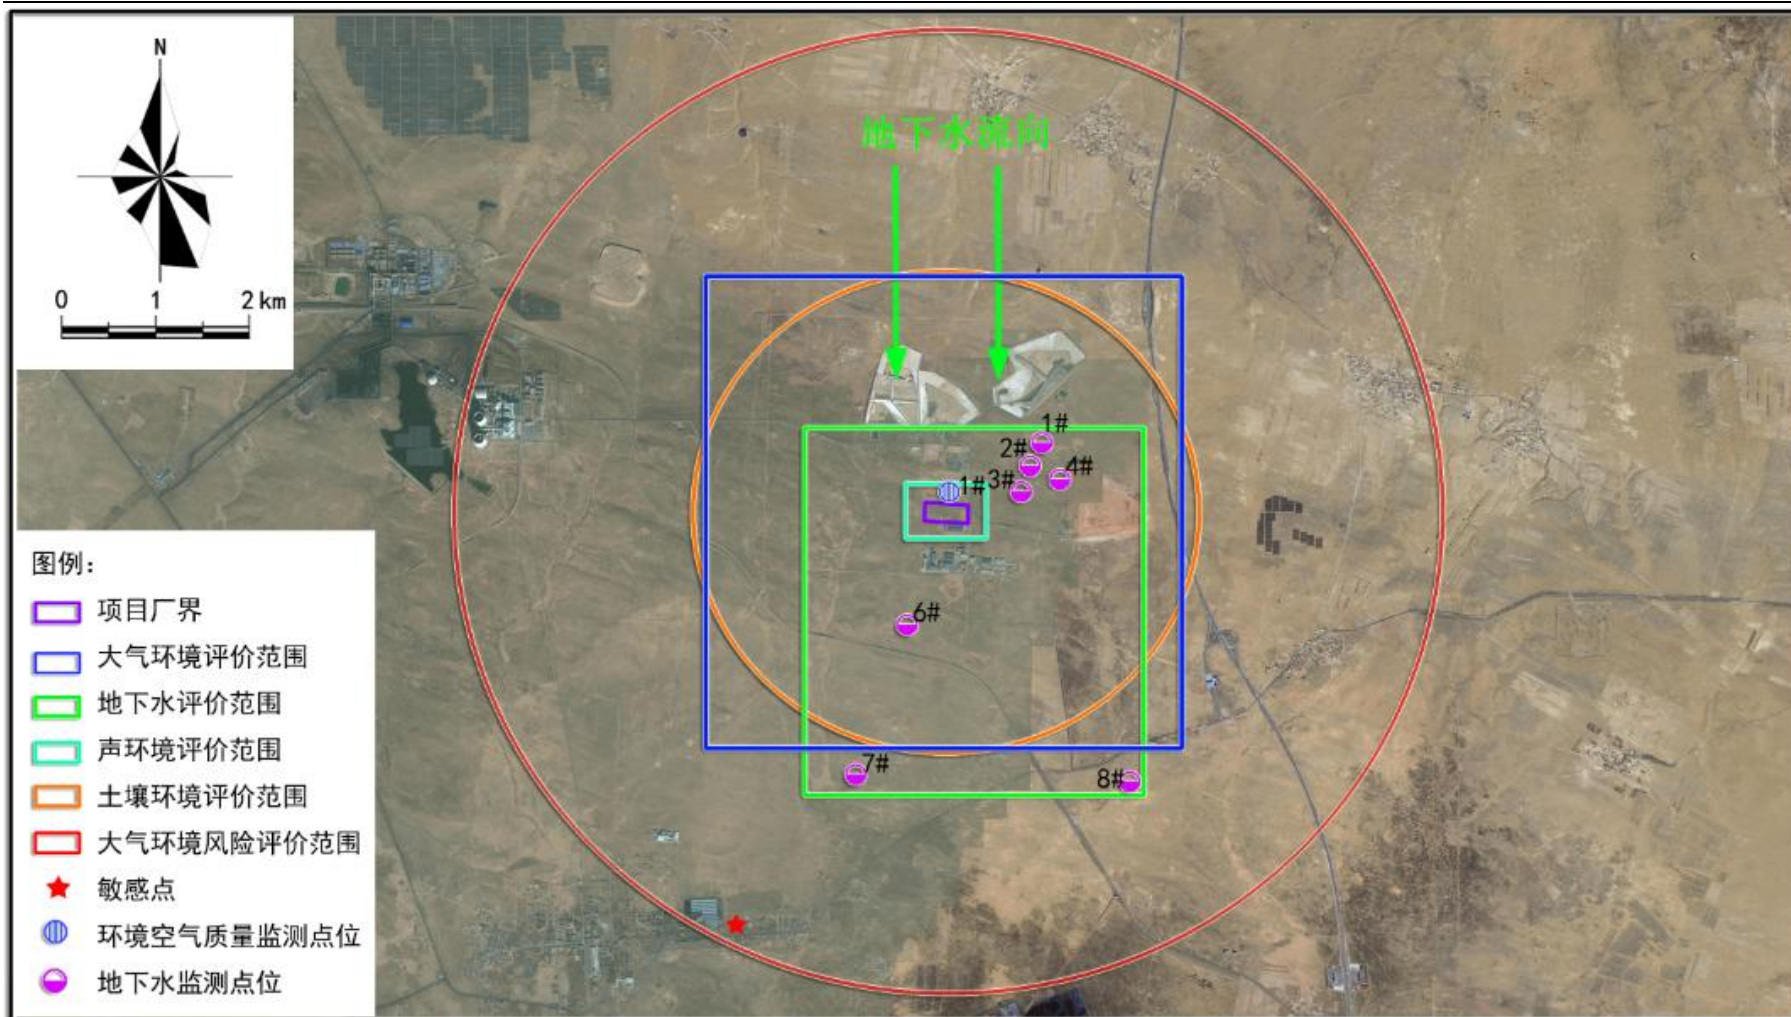 N
0 1 2 km
地下水流向
1#
2#
4#
3#
1#
6#
7#
8#
图例：
项目厂界
大气环境评价范围
地下水评价范围
声环境评价范围
土壤环境评价范围
大气环境风险评价范围
敏感点
环境空气质量监测点位
地下水监测点位